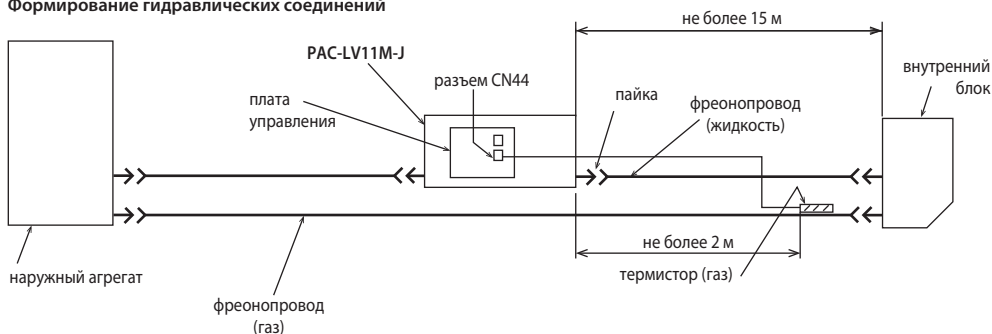 Формирование гидравлических соединений
не более 15 м
PAC-LV11M-J
разъем CN44
внутренний
блок
плата
управления
пайка
фреонопровод
(жидкость)
не более 2 м
термистор (газ)
наружный агрегат
фреонопровод
(газ)